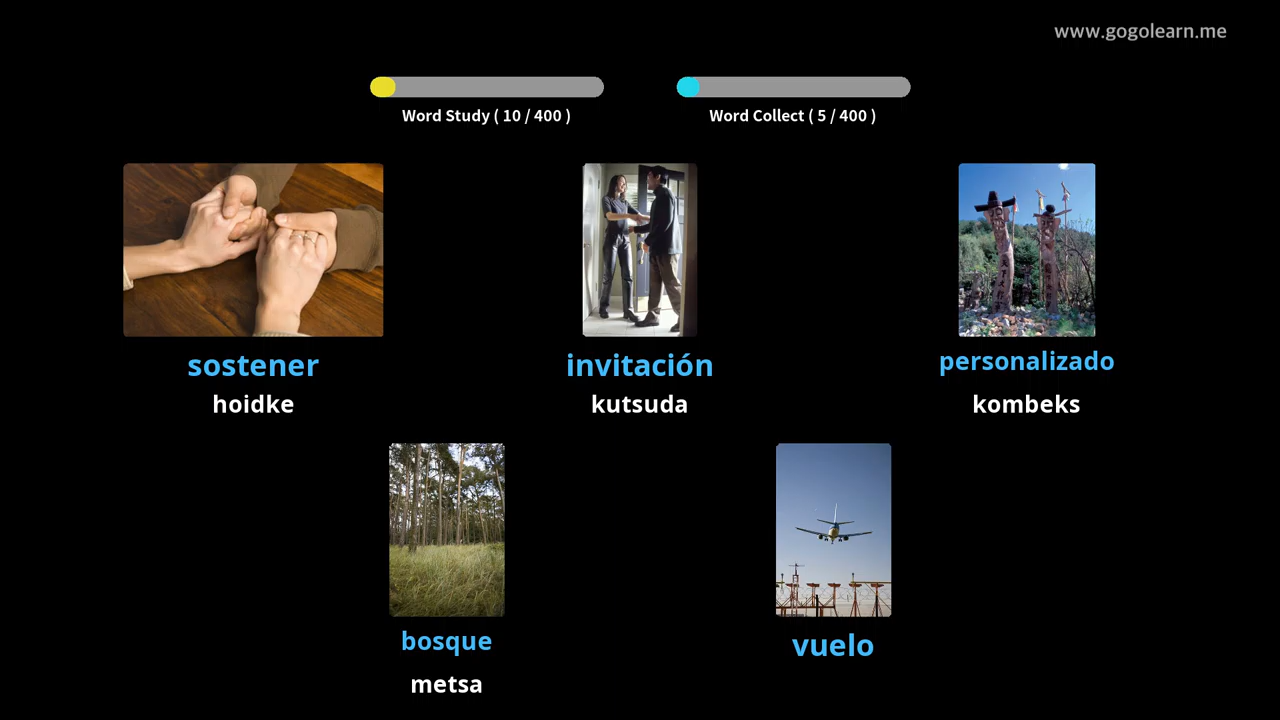 www.gogolearn.me
Word Study ( 10 / 400 )
Word Collect ( 5 / 400 )
sostener
hoidke
invitación
kutsuda
personalizado
kombeks
bosque
metsa
vuelo